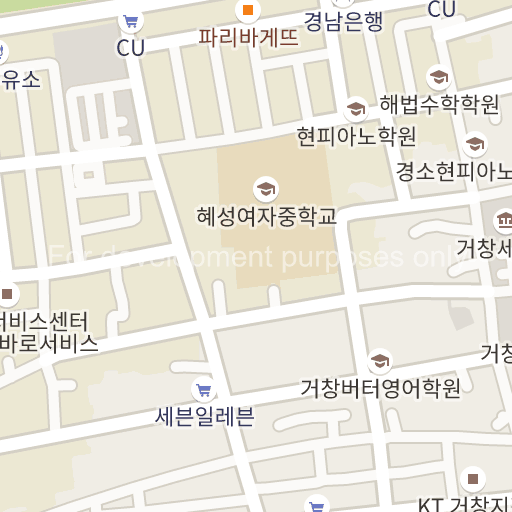 CU
CU
경남은행
파리바게뜨
유소
해법수학학원
현피아노학원
경소현피아노
혜성여자중학교
거창세
For development purposes only
서비스센터
바로서비스
거창
거창버터영어학원
세븐일레븐
KT 거창지